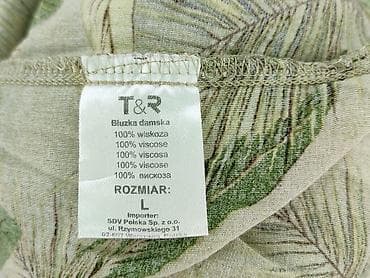 T&R
Bluzka damska
100% wiskoza
100% viscose
100% viscosa
100% viscose
100% вискоза
ROZMIAR:
L
Importer:
SDV Polska Sp. z o.o.
ul. Rzymowskiego 31